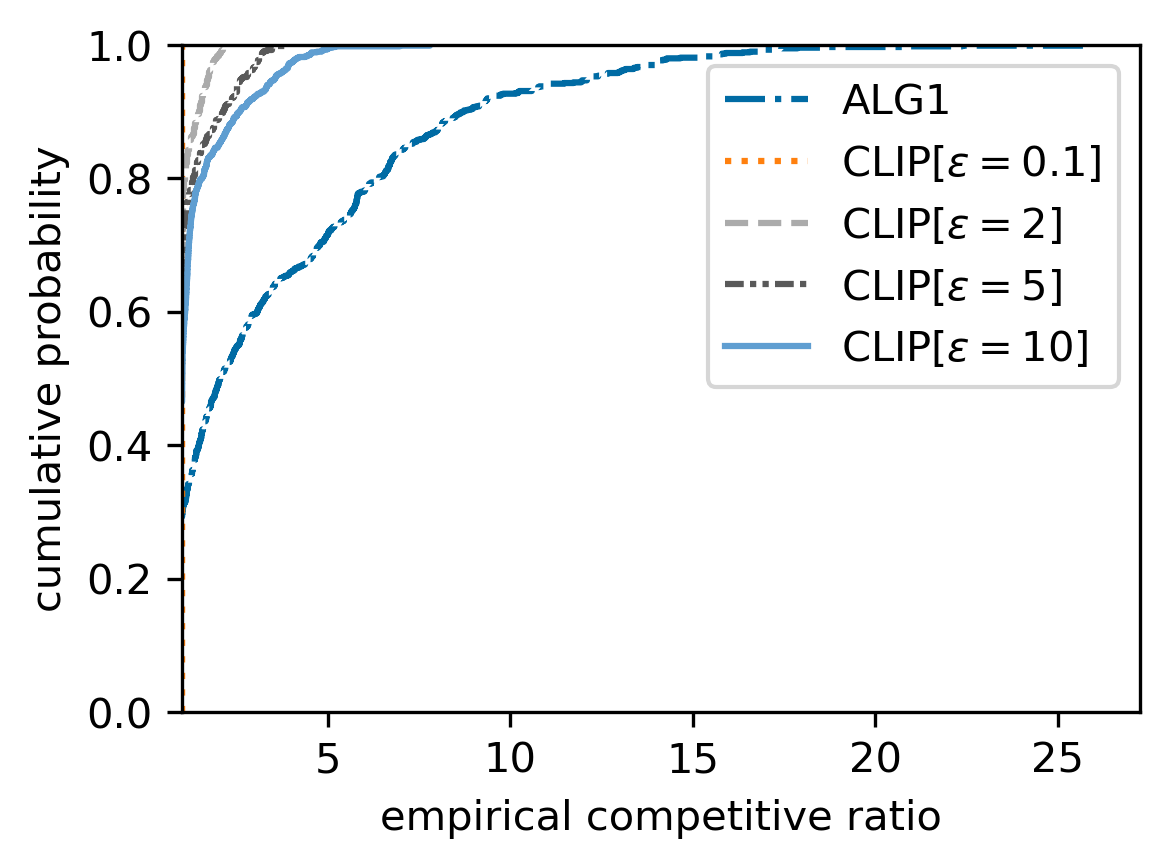 1.0
0.8
0.6
0.4
0.2
0.0
cumulative probability
ALG1
CLIP[ε = 0.1]
CLIP[ε = 2]
CLIP[ε = 5]
CLIP[ε = 10]
5 10 15 20 25
empirical competitive ratio